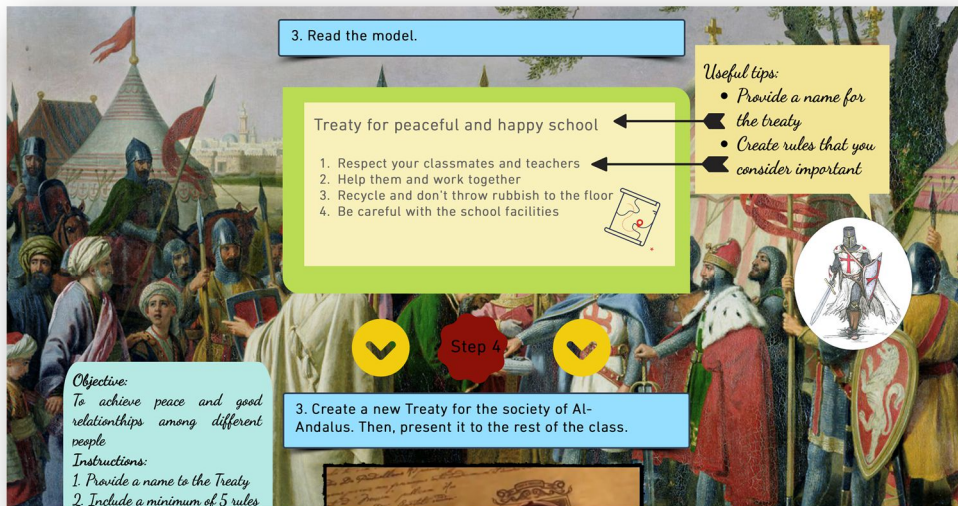 3. Read the model.
Useful tips:
• Provide a name for
the treaty
• Create rules that you
consider important
Treaty for peaceful and happy school
1. Respect your classmates and teachers
2. Help them and work together
3. Recycle and don't throw rubbish to the floor
4. Be careful with the school facilities
Step 4
Objective:
To achieve peace and good
relationthips among different
people
Instructions:
1. Provide a name to the Treaty
2. Include a minimum of 5 rules
3. Create a new Treaty for the society of Al-
Andalus. Then, present it to the rest of the class.